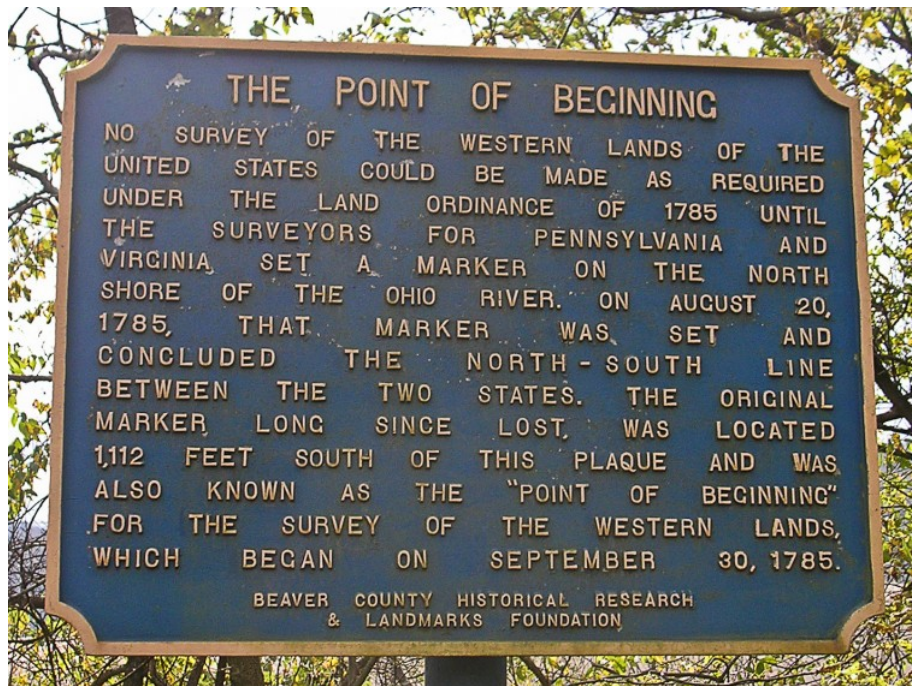 THE POINT OF BEGINNING
NO SURVEY OF THE WESTERN LANDS OF THE
UNITED STATES COULD BE MADE AS REQUIRED
UNDER THE LAND ORDINANCE OF 1785 UNTIL
THE SURVEYORS FOR PENNSYLVANIA AND
VIRGINIA SET A MARKER ON THE NORTH
SHORE OF THE OHIO RIVER. ON AUGUST 20,
1785, THAT MARKER WAS SET AND
CONCLUDED THE NORTH-SOUTH LINE
BETWEEN THE TWO STATES. THE ORIGINAL
MARKER, LONG SINCE LOST, WAS LOCATED
1,112 FEET SOUTH OF THIS PLAQUE AND WAS
ALSO KNOWN AS THE "POINT OF BEGINNING"
FOR THE SURVEY OF THE WESTERN LANDS,
WHICH BEGAN ON SEPTEMBER 30, 1785.
BEAVER COUNTY HISTORICAL RESEARCH
& LANDMARKS FOUNDATION